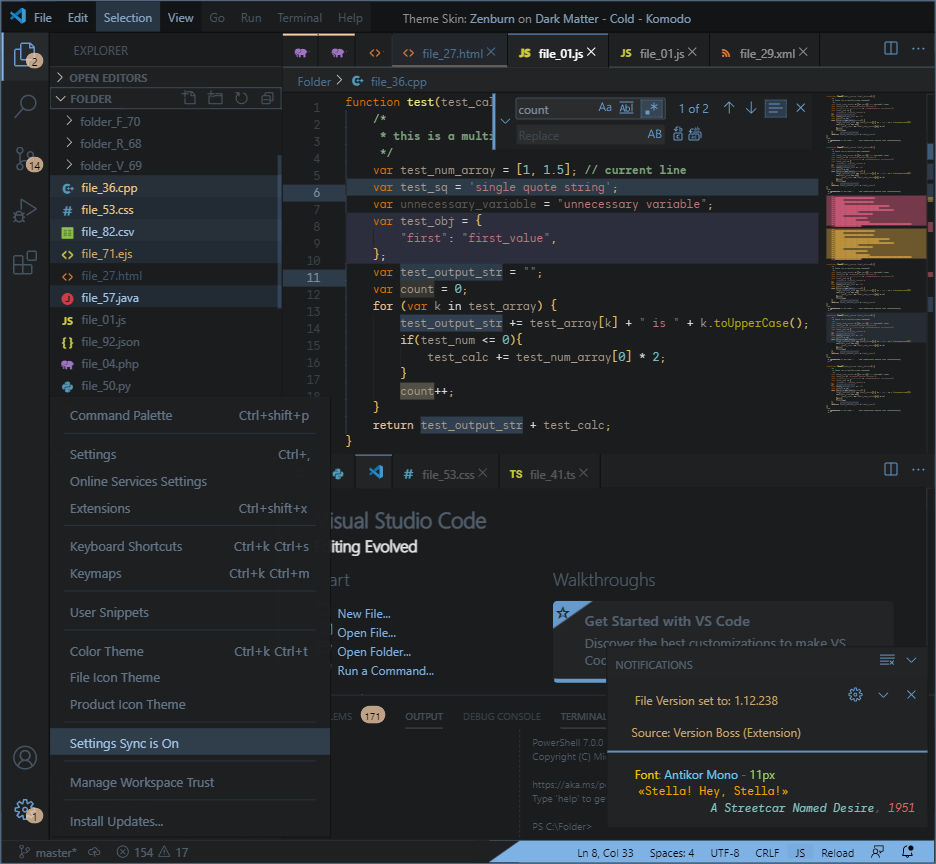 File Edit Selection View Go Run Terminal Help Theme Skin: Zenburn on Dark Matter - Cold - Komodo
2
EXPLORER
file_27.html JS file_01.js JS file_01.js file_29.xml
OPEN EDITORS
FOLDER
Folder > file_36.cpp
folder_F_70
folder_R_68
folder_V_69
14
file_36.cpp
# file_53.css
file_82.csv
file_71.ejs
file_27.html
file_57.java
JS file_01.js
{} file_92.json
file_04.php
file_50.py
count Aa Abl .* 1 of 2
Replace AB
1 function test(test_cal
2 /*
3 * this is a multi
4 */
5 var test_num_array = [1, 1.5]; // current line
6 var test_sq = 'single quote string';
7 var unnecessary_variable = "unnecessary variable";
8 var test_obj = {
9 "first": "first_value",
10 };
11 var test_output_str = "";
12 var count = 0;
13 for (var k in test_array) {
14 test_output_str += test_array[k] + " is " + k.toUpperCase();
15 if(test_num <= 0){
16 test_calc += test_num_array[0] * 2;
17 }
18 count++;
}
return test_output_str + test_calc;
}
Command Palette Ctrl+shift+p
Settings Ctrl+,
Online Services Settings
Extensions Ctrl+shift+x
Keyboard Shortcuts Ctrl+k Ctrl+s
Keymaps Ctrl+k Ctrl+m
User Snippets
Color Theme Ctrl+k Ctrl+t
File Icon Theme
Product Icon Theme
Settings Sync is On
Manage Workspace Trust
Install Updates...
1
# file_53.css TS file_41.ts
isual Studio Code
iting Evolved
art
New File...
Open File...
Open Folder...
Run a Command...
Walkthroughs
Get Started with VS Code
Discover the best customizations to make VS
Coc
LEMS 171 OUTPUT DEBUG CONSOLE TERMINAL
PowerShell 7.0.0
Copyright (C) Mi
https://aka.ms/p
Type 'help' to ge
PS C:\Folder>
NOTIFICATIONS
File Version set to: 1.12.238
Source: Version Boss (Extension)
Font: Antikor Mono - 11px
«Stella! Hey, Stella!»
A Streetcar Named Desire, 1951
master* 154 17 Ln 8, Col 33 Spaces: 4 UTF-8 CRLF JS Reload